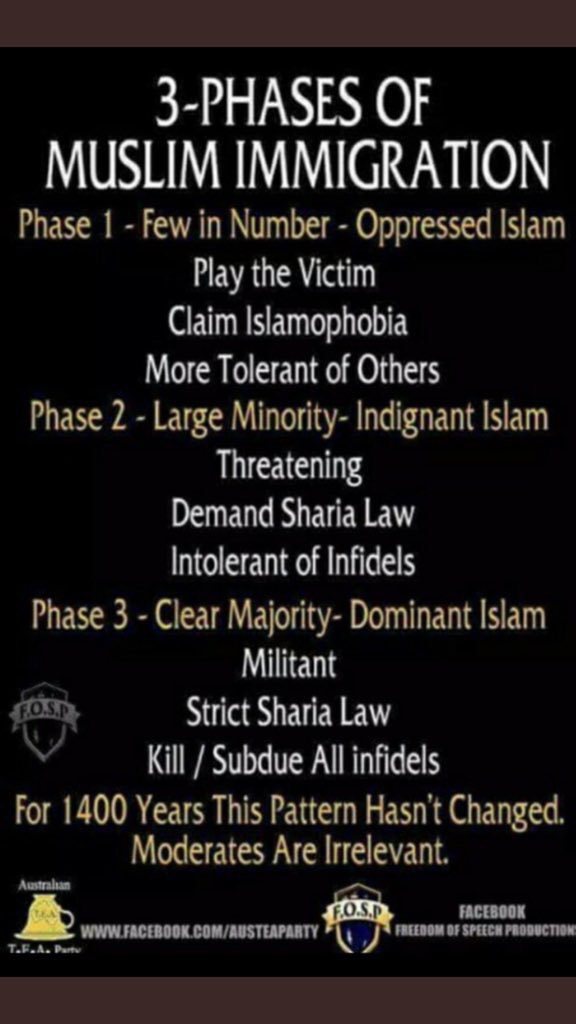 3-PHASES OF
MUSLIM IMMIGRATION
Phase 1 - Few in Number - Oppressed Islam
Play the Victim
Claim Islamophobia
More Tolerant of Others
Phase 2 - Large Minority- Indignant Islam
Threatening
Demand Sharia Law
Intolerant of Infidels
Phase 3 - Clear Majority- Dominant Islam
Militant
F.O.S.P
Strict Sharia Law
Kill / Subdue All infidels
For 1400 Years This Pattern Hasn't Changed.
Moderates Are Irrelevant.
Australian
T.E.A. Party
WWW.FACEBOOK.COM/AUSTEAPARTY
F.O.S.P
FACEBOOK
FREEDOM OF SPEECH PRODUCTIONS